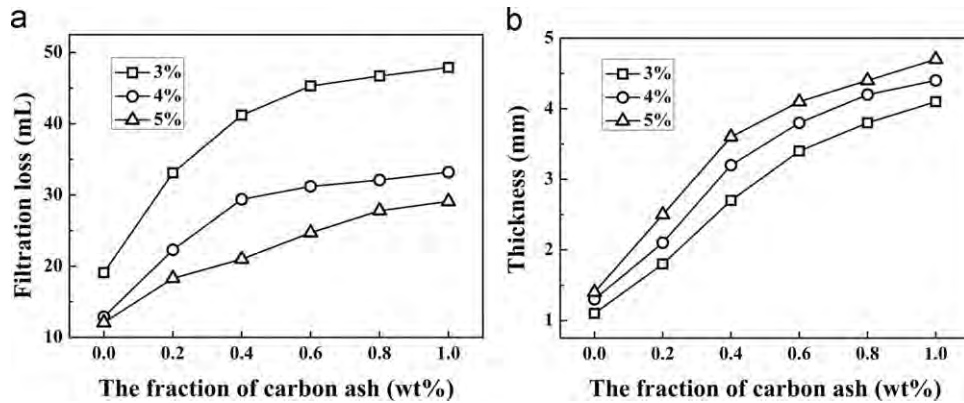 a
Filtration loss (mL)
50
40
30
20
10
3%
4%
5%
0.0 0.2 0.4 0.6 0.8 1.0
The fraction of carbon ash (wt%)
b
Thickness (mm)
5
4
3
2
1
3%
4%
5%
0.0 0.2 0.4 0.6 0.8 1.0
The fraction of carbon ash (wt%)